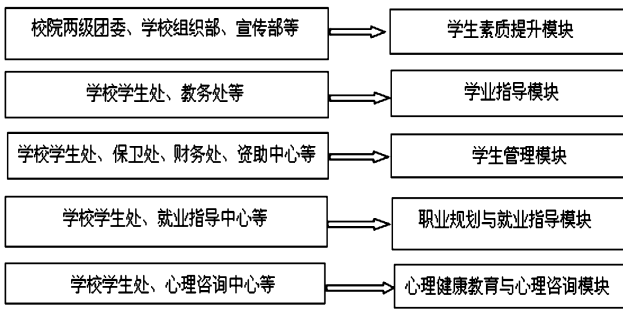 校院两级团委、学校组织部、宣传部等
学生素质提升模块
学校学生处、教务处等
学业指导模块
学校学生处、保卫处、财务处、资助中心等
学生管理模块
学校学生处、就业指导中心等
职业规划与就业指导模块
学校学生处、心理咨询中心等
心理健康教育与心理咨询模块